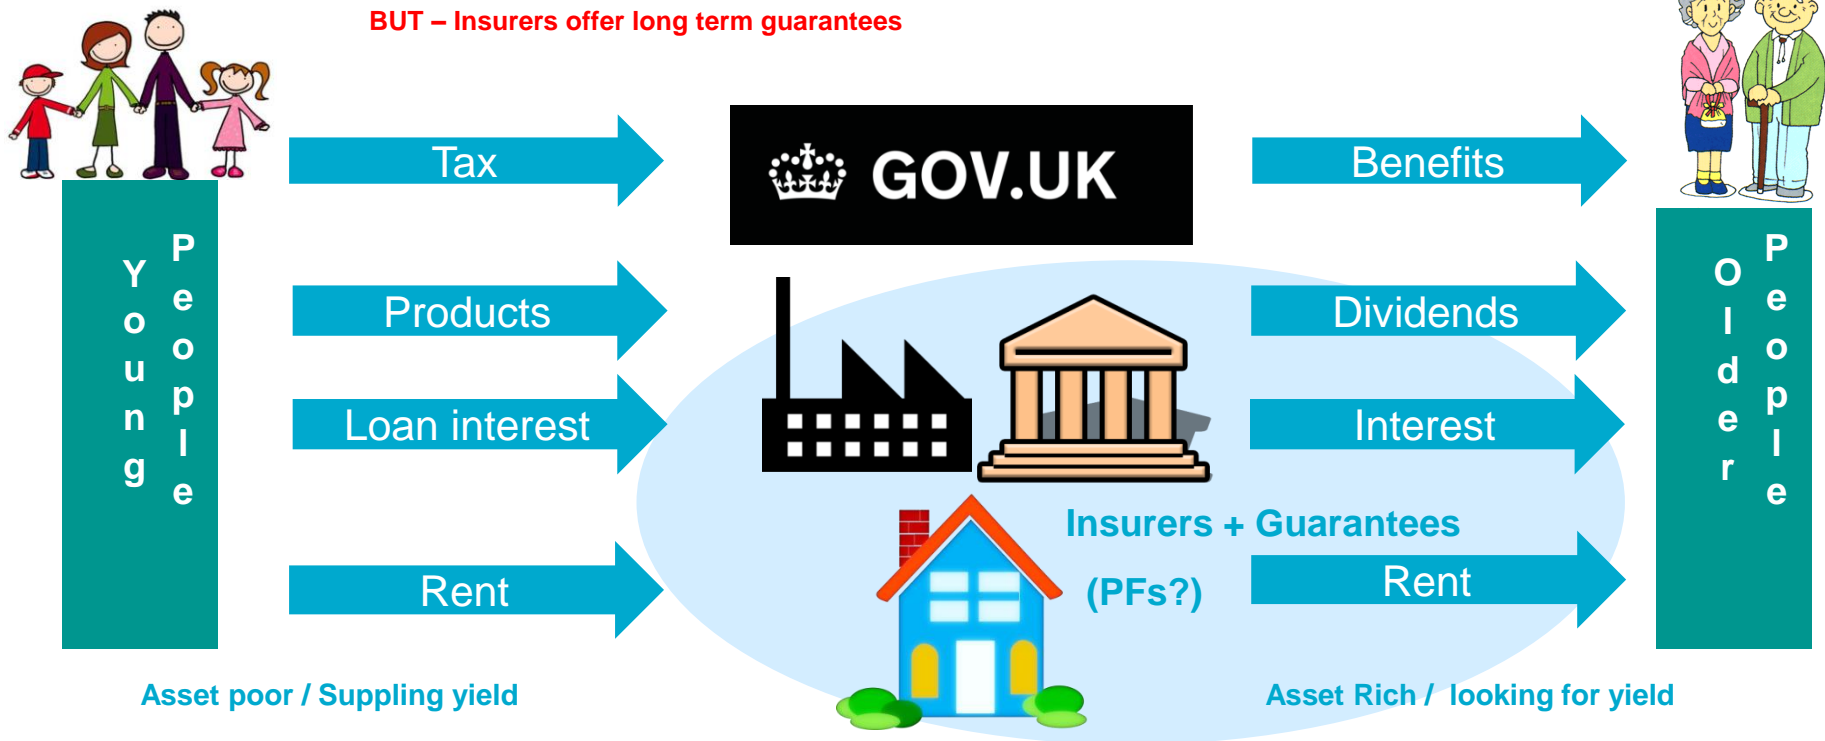 BUT – Insurers offer long term guarantees
Tax
GOV.UK
Benefits
Young
People
Products
Dividends
Older
People
Loan interest
Interest
Insurers + Guarantees
(PFs?)
Rent
Rent
Asset poor / Suppling yield
Asset Rich / looking for yield